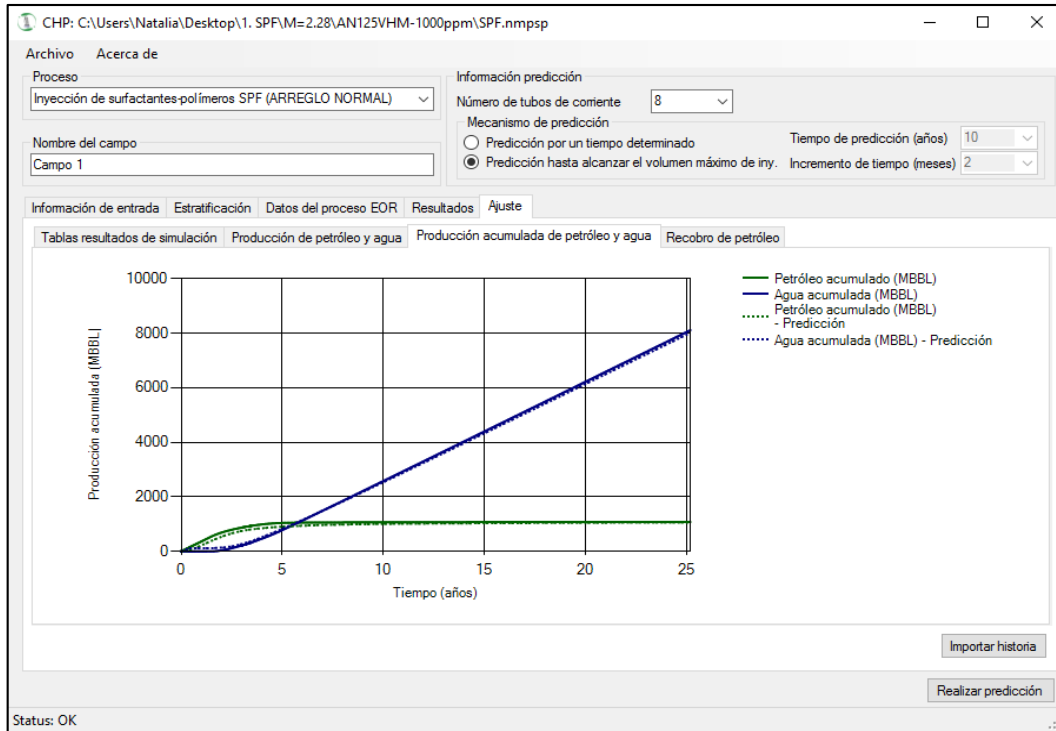 CHP: C:\Users\Natalia\Desktop\1. SPF\M=2.28\AN125VHM-1000ppm\SPF.nmpsp
Archivo Acerca de
Proceso
Inyección de surfactantes-polímeros SPF (ARREGLO NORMAL)
Nombre del campo
Campo 1
Información predicción
Número de tubos de corriente 8
Mecanismo de predicción
Predicción por un tiempo determinado
Predicción hasta alcanzar el volumen máximo de iny.
Tiempo de predicción (años) 10
Incremento de tiempo (meses) 2
Información de entrada Estratificación Datos del proceso EOR Resultados Ajuste
Tablas resultados de simulación Producción de petróleo y agua Producción acumulada de petróleo y agua Recobro de petróleo
Producción acumulada (MBBL)
10000
8000
6000
4000
2000
0
0 5 10 15 20 25
Tiempo (años)
Petróleo acumulado (MBBL)
Agua acumulada (MBBL)
Petróleo acumulado (MBBL)
- Predicción
Agua acumulada (MBBL) - Predicción
Importar historia
Realizar predicción
Status: OK